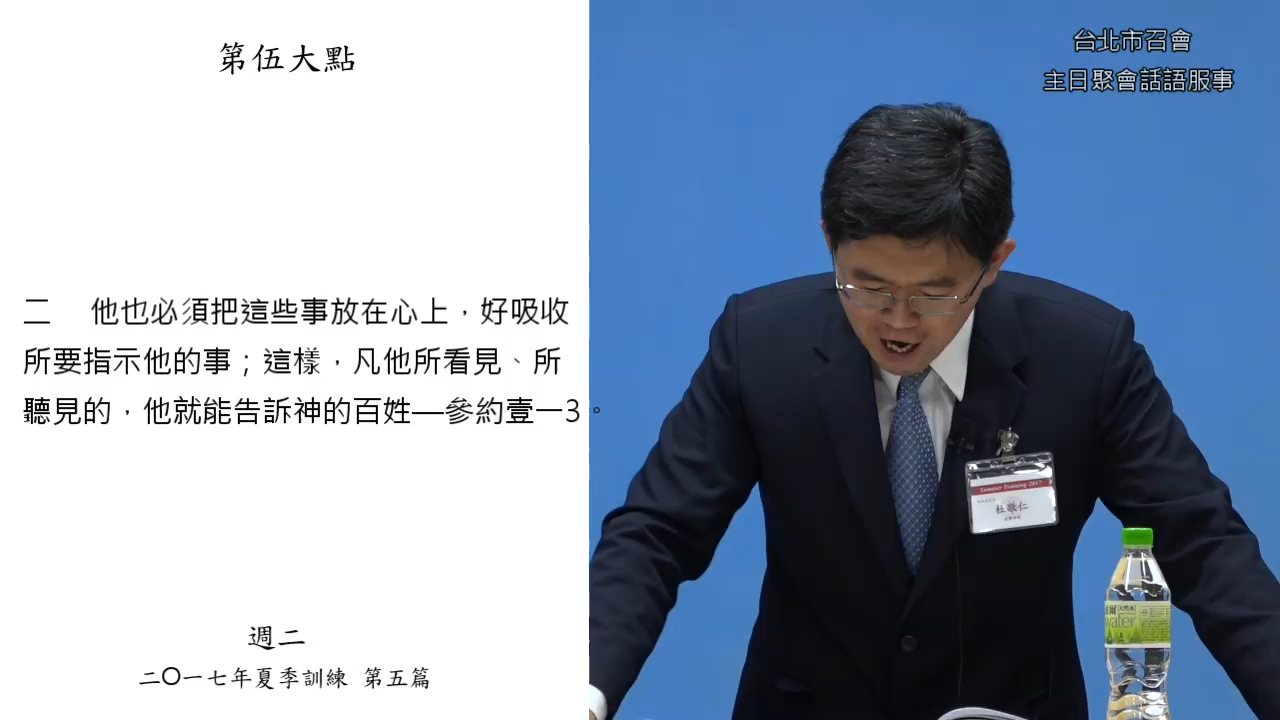 第伍大點
二 他也必須把這些事放在心上，好吸收
所要指示他的事；這樣，凡他所看見、所
聽見的，他就能告訴神的百姓—參約壹一3。
週二
二〇一七年夏季訓練 第五篇
台北市召會
主日聚會話語服事
Summer Training 2017
杜敬仁
water